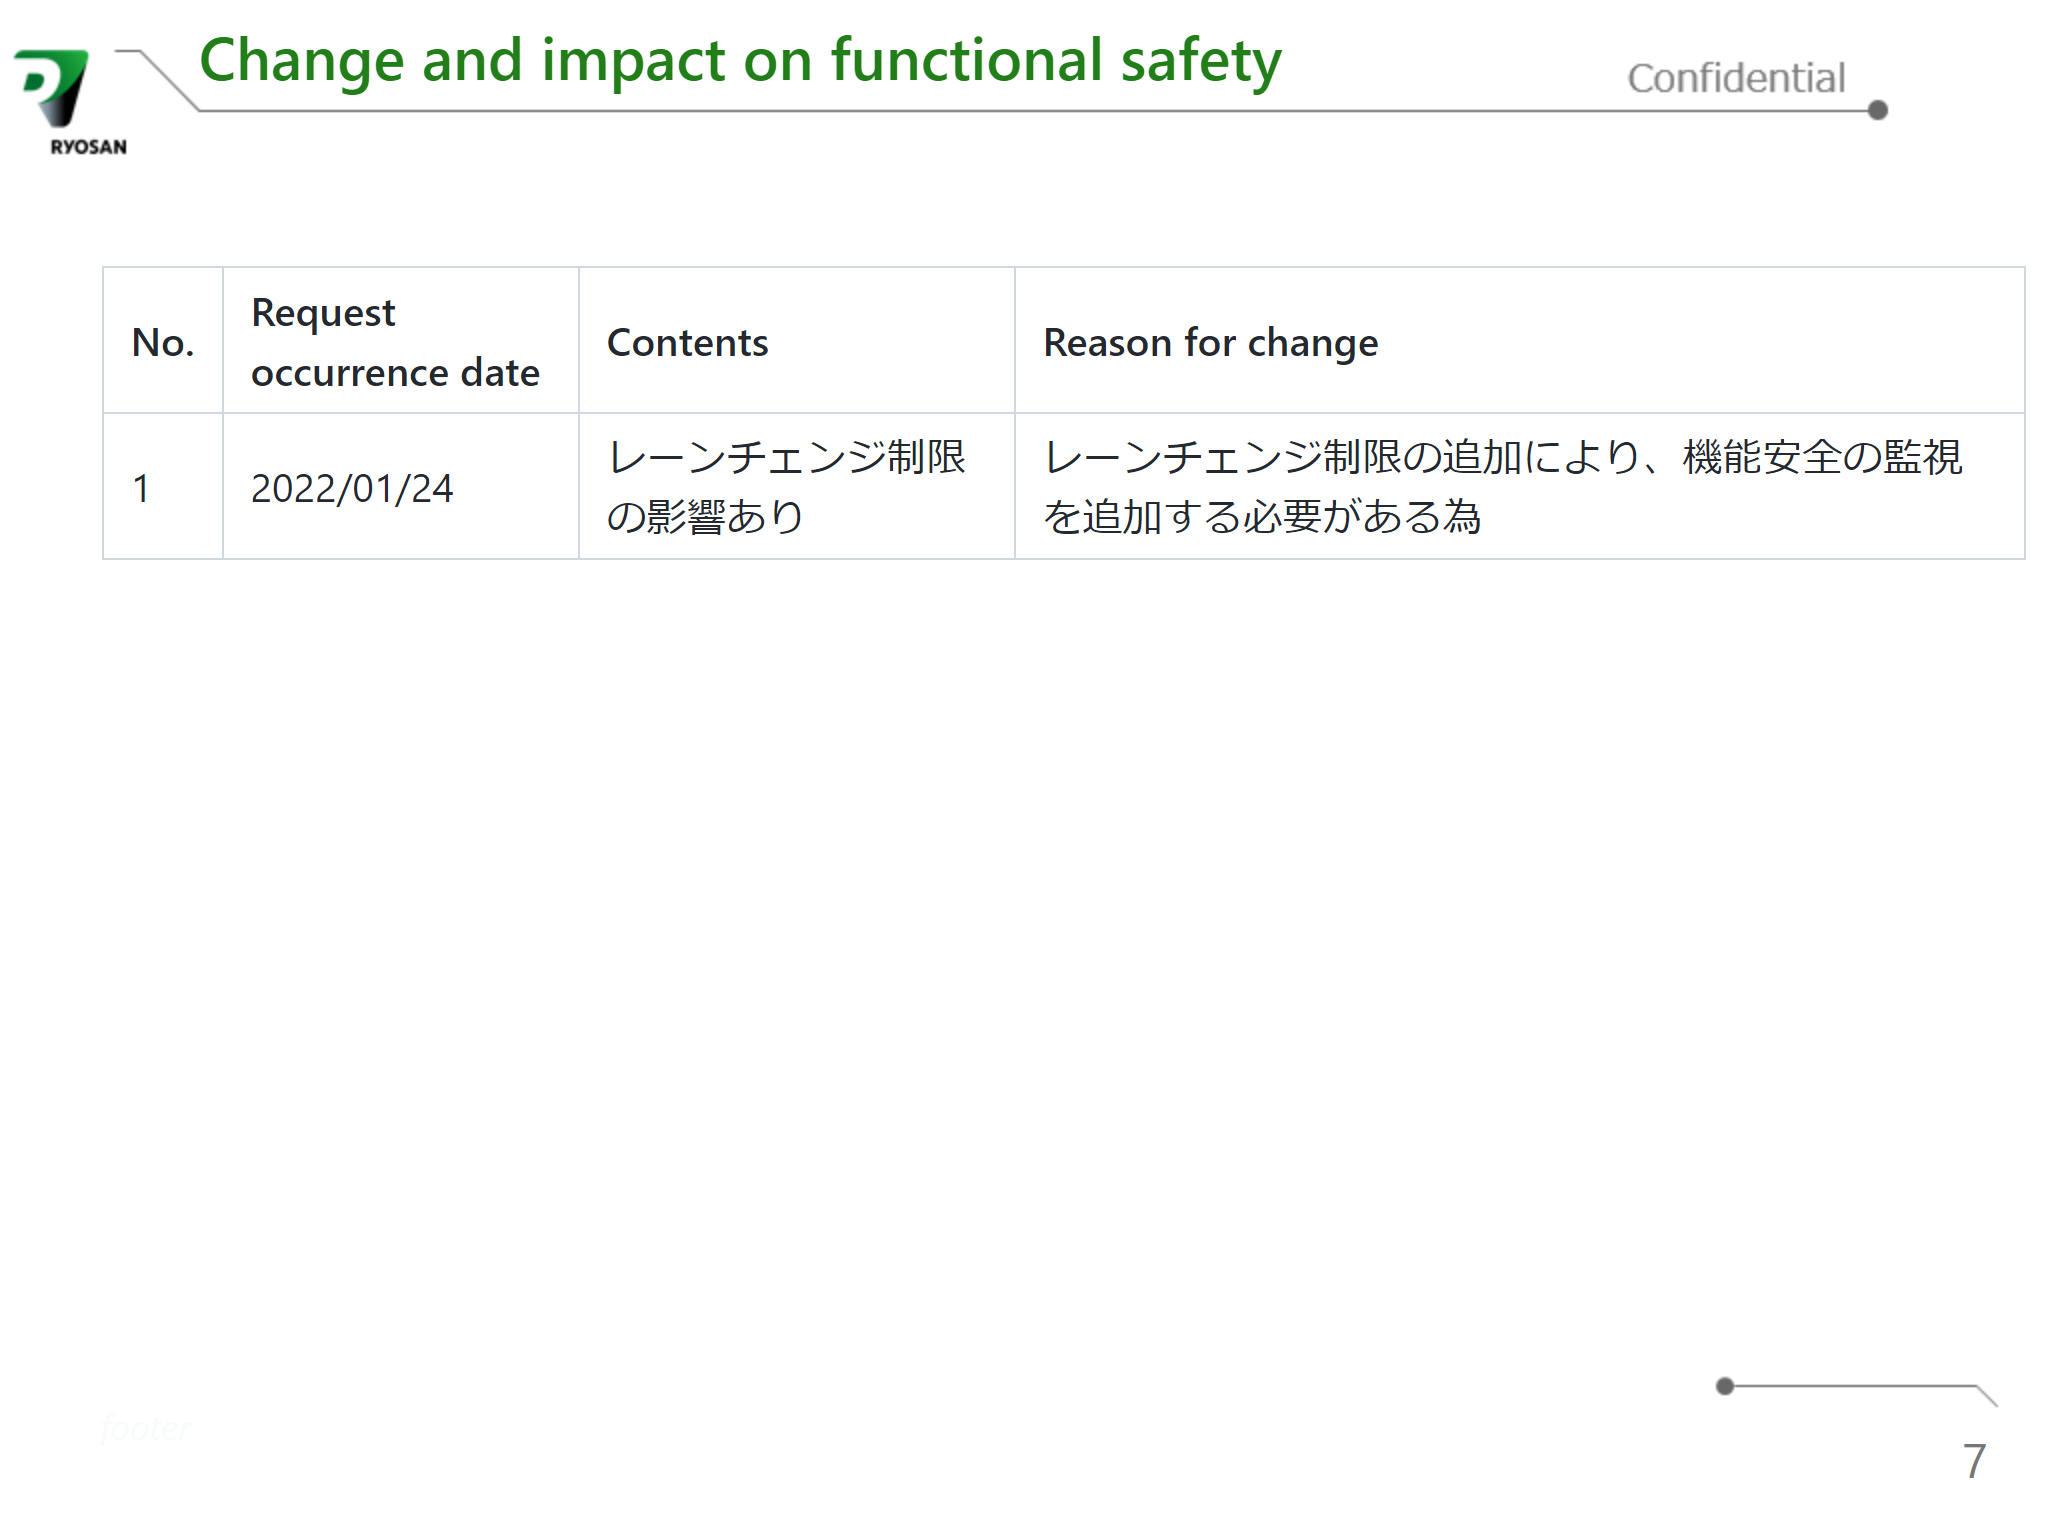 Change and impact on functional safety
Confidential
RYOSAN
No.
Request
occurrence date
Contents
Reason for change
1
2022/01/24
レーンチェンジ制限
の影響あり
レーンチェンジ制限の追加により、機能安全の監視
を追加する必要がある為
footer
7